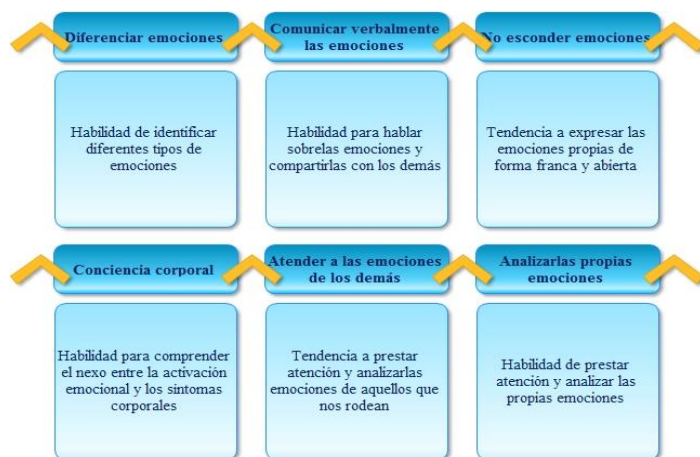 Diferenciar emociones
Comunicar verbalmente
las emociones
No esconder emociones
Habilidad de identificar
diferentes tipos de
emociones
Habilidad para hablar
sobrelas emociones y
compartirlas con los demás
Tendencia a expresar las
emociones propias de
forma franca y abierta
Conciencia corporal
Atender a las emociones
de los demás
Analizarlas propias
emociones
Habilidad para comprender
el nexo entre la activación
emocional y los síntomas
corporales
Tendencia a prestar
atención y analizarlas
emociones de aquellos que
nos rodean
Habilidad de prestar
atención y analizar las
propias emociones